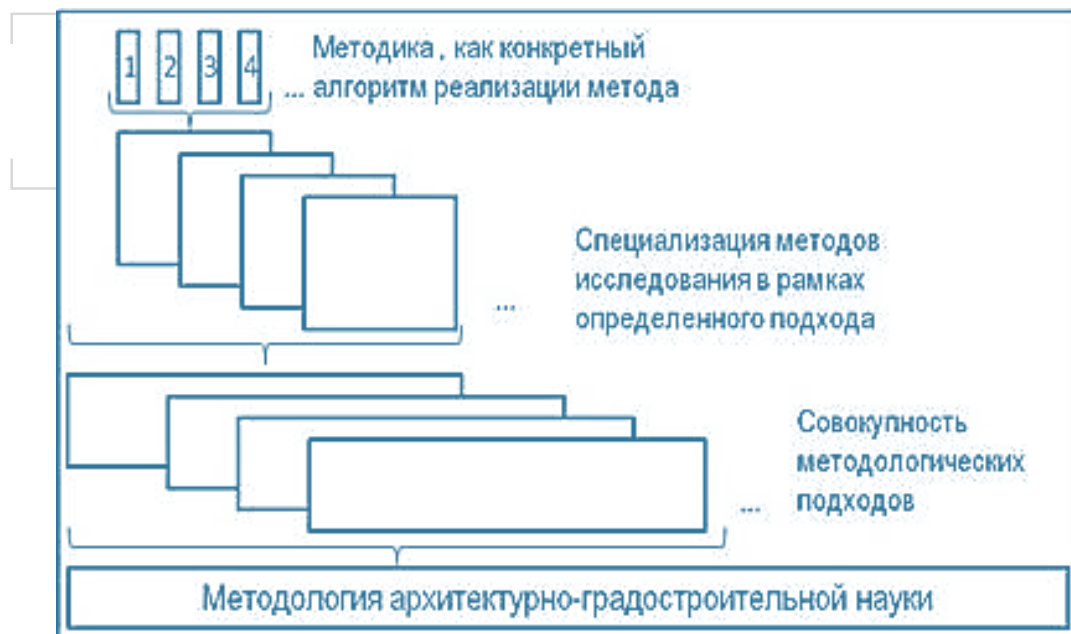 1 2 3 4
Методика , как конкретный
... алгоритм реализации метода
Специализация методов
исследования в рамках
... определенного подхода
Совокупность
методологических
... подходов
Методология архитектурно-градостроительной науки